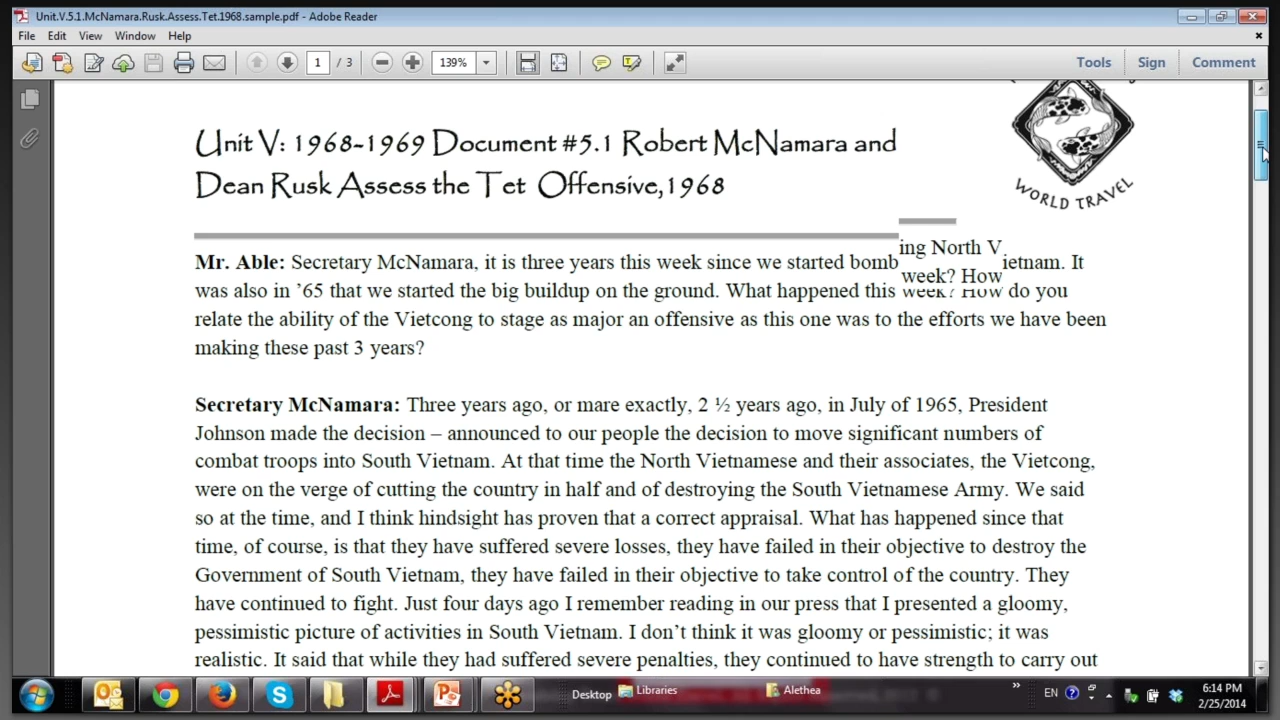 Unit.V.5.1.McNamara.Rusk.Assess.Tet.1968.sample.pdf - Adobe Reader
File Edit View Window Help
1 / 3 139% Tools Sign Comment
Unit V: 1968-1969 Document #5.1 Robert McNamara and
Dean Rusk Assess the Tet Offensive,1968
WORLD TRAVEL
Mr. Able: Secretary McNamara, it is three years this week since we started bombing North Vietnam. It
was also in ’65 that we started the big buildup on the ground. What happened this week? How do you
relate the ability of the Vietcong to stage as major an offensive as this one was to the efforts we have been
making these past 3 years?
Secretary McNamara: Three years ago, or mare exactly, 2 ½ years ago, in July of 1965, President
Johnson made the decision – announced to our people the decision to move significant numbers of
combat troops into South Vietnam. At that time the North Vietnamese and their associates, the Vietcong,
were on the verge of cutting the country in half and of destroying the South Vietnamese Army. We said
so at the time, and I think hindsight has proven that a correct appraisal. What has happened since that
time, of course, is that they have suffered severe losses, they have failed in their objective to destroy the
Government of South Vietnam, they have failed in their objective to take control of the country. They
have continued to fight. Just four days ago I remember reading in our press that I presented a gloomy,
pessimistic picture of activities in South Vietnam. I don’t think it was gloomy or pessimistic; it was
realistic. It said that while they had suffered severe penalties, they continued to have strength to carry out
Desktop Libraries Alethea » EN 6:14 PM
2/25/2014